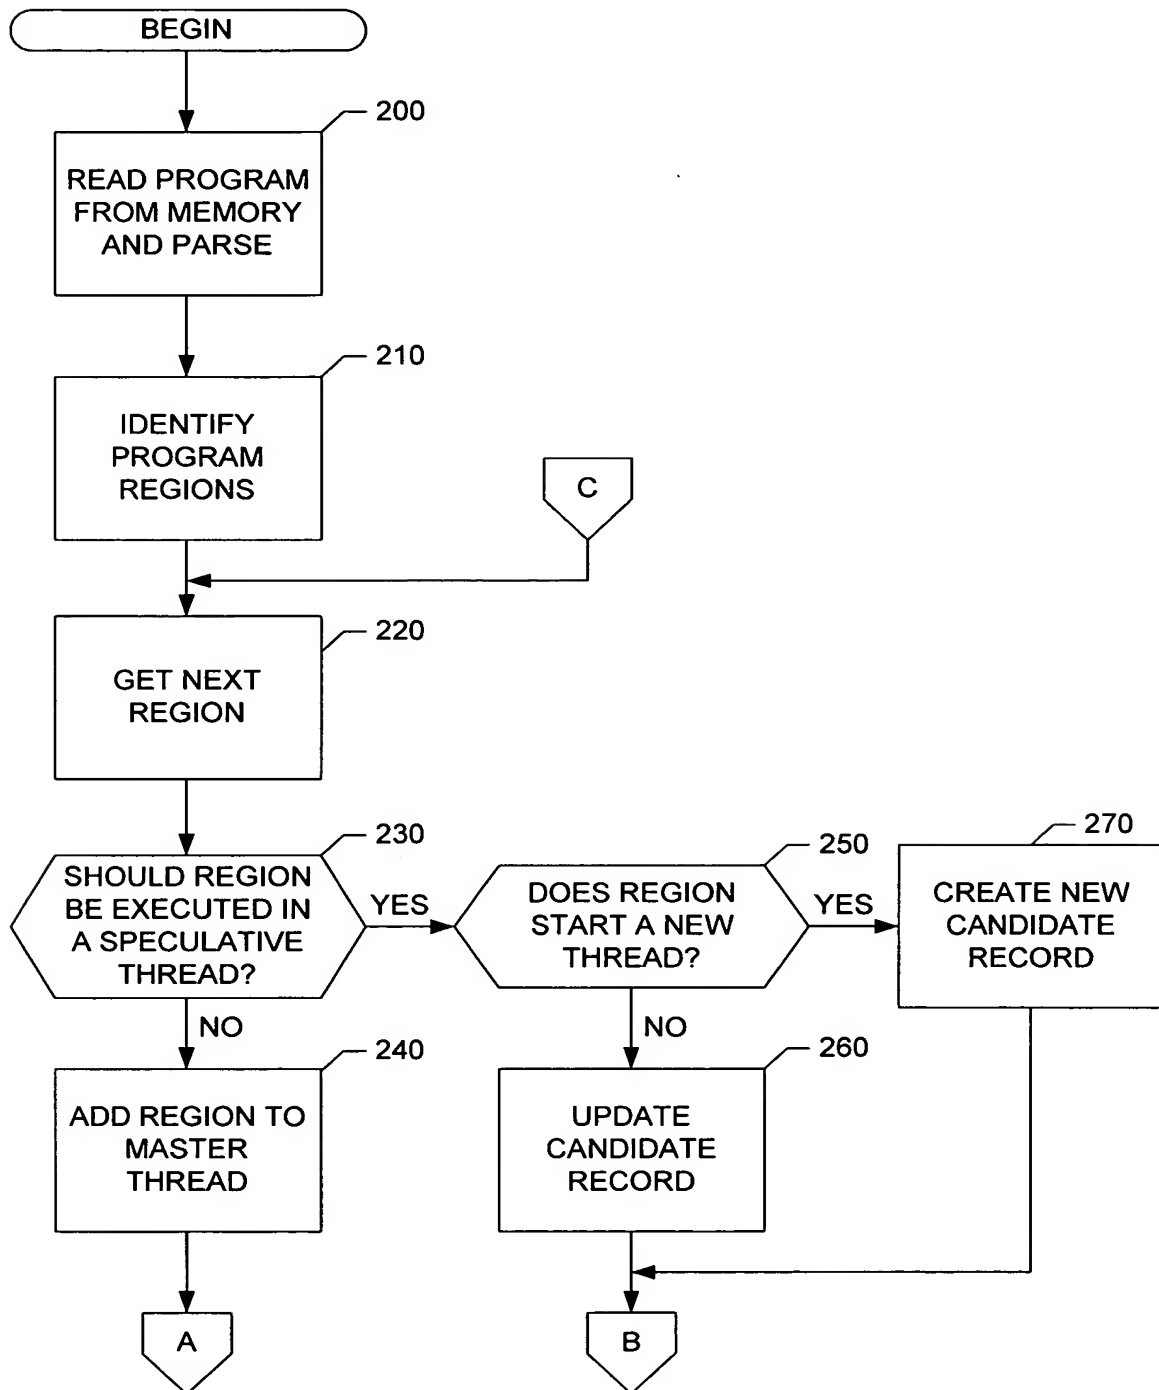 BEGIN
200
READ PROGRAM
FROM MEMORY
AND PARSE
210
IDENTIFY
PROGRAM
REGIONS
C
220
GET NEXT
REGION
230
SHOULD REGION
BE EXECUTED IN
A SPECULATIVE
THREAD?
YES
250
DOES REGION
START A NEW
THREAD?
YES
270
CREATE NEW
CANDIDATE
RECORD
NO
240
ADD REGION TO
MASTER
THREAD
NO
260
UPDATE
CANDIDATE
RECORD
A
B